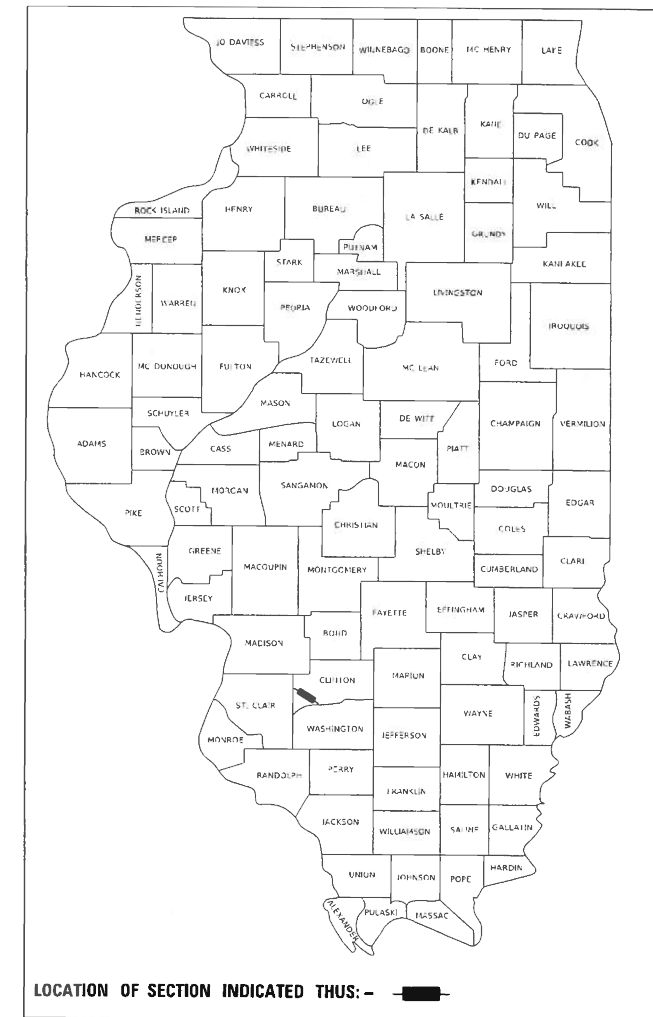 JO DAVIESS STEPHENSON WINNEBAGO BOONE MC HENRY LAKE
CARROLL OGLE
DE KALB KANE DU PAGE COOK
WHITESIDE LEE
KENDALL
ROCK ISLAND HENRY BUREAU LA SALLE WILL
GRUNDY
MERCER PUTNAM
STARK MARSHALL KANKAKEE
HENDERSON WARREN KNOX LIVINGSTON
PEORIA WOODFORD IROQUOIS
HANCOCK MC DONOUGH FULTON TAZEWELL MC LEAN FORD
MASON
SCHUYLER DE WITT
ADAMS LOGAN CHAMPAIGN VERMILION
BROWN CASS MENARD PIATT
MACON
MORGAN SANGAMON DOUGLAS
PIKE SCOTT MOULTRIE EDGAR
CHRISTIAN COLES
GREENE SHELBY
CALHOUN MACOUPIN MONTGOMERY CUMBERLAND CLARK
JERSEY
FAYETTE EFFINGHAM JASPER CRAWFORD
MADISON BOND
CLAY RICHLAND LAWRENCE
CLINTON MARION
ST. CLAIR WAYNE EDWARDS WABASH
WASHINGTON JEFFERSON
MONROE
RANDOLPH PERRY HAMILTON WHITE
FRANKLIN
JACKSON WILLIAMSON SALINE GALLATIN
UNION JOHNSON POPE HARDIN
ALEXANDER PULASKI MASSAC
LOCATION OF SECTION INDICATED THUS: -